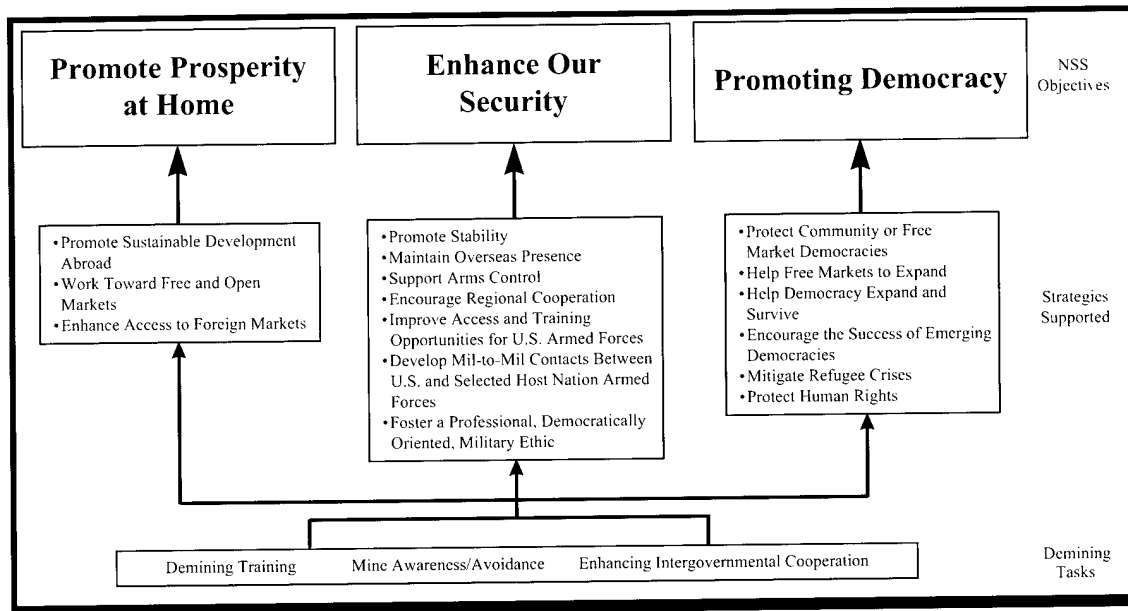 Promote Prosperity
at Home
Enhance Our
Security
Promoting Democracy
NSS
Objectives
• Promote Sustainable Development
Abroad
• Work Toward Free and Open
Markets
• Enhance Access to Foreign Markets
• Promote Stability
• Maintain Overseas Presence
• Support Arms Control
• Encourage Regional Cooperation
• Improve Access and Training
Opportunities for U.S. Armed Forces
• Develop Mil-to-Mil Contacts Between
U.S. and Selected Host Nation Armed
Forces
• Foster a Professional, Democratically
Oriented, Military Ethic
• Protect Community or Free
Market Democracies
• Help Free Markets to Expand
• Help Democracy Expand and
Survive
• Encourage the Success of Emerging
Democracies
• Mitigate Refugee Crises
• Protect Human Rights
Strategies
Supported
Demining Training Mine Awareness/Avoidance Enhancing Intergovernmental Cooperation
Demining
Tasks